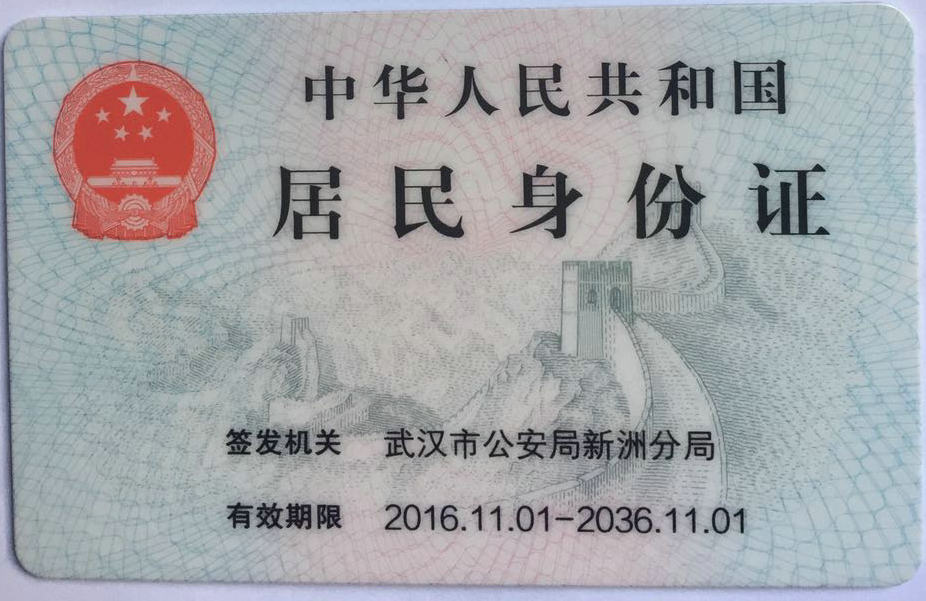 中华人民共和国
居民身份证
签发机关 武汉市公安局新洲分局
有效期限 2016.11.01-2036.11.01